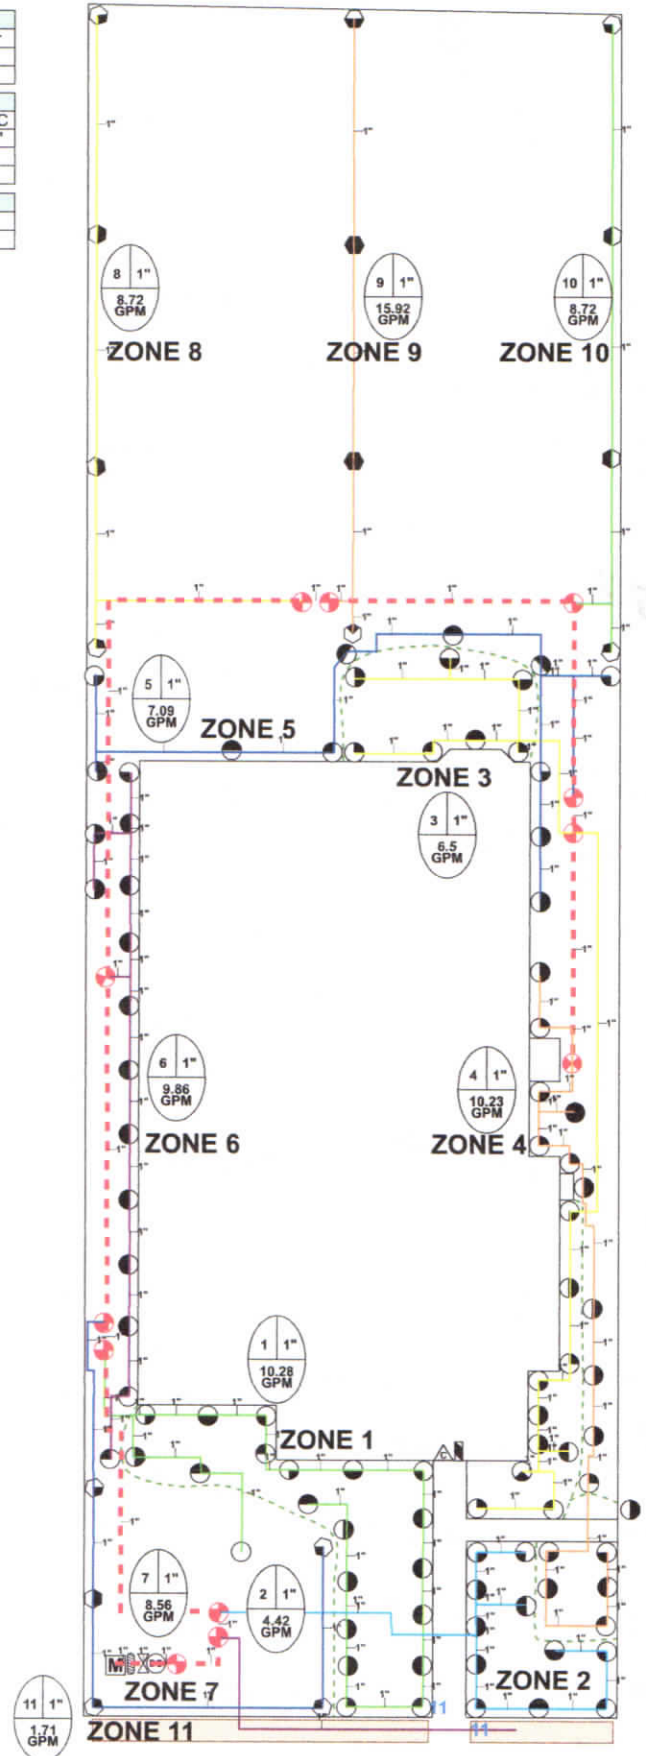 8 1"
8.72
GPM
9 1"
15.92
GPM
10 1"
8.72
GPM
ZONE 8
ZONE 9
ZONE 10
5 1"
7.09
GPM
ZONE 5
ZONE 3
3 1"
6.5
GPM
6 1"
9.86
GPM
4 1"
10.23
GPM
ZONE 6
ZONE 4
1 1"
10.28
GPM
ZONE 1
C
7 1"
8.56
GPM
2 1"
4.42
GPM
M
ZONE 7
ZONE 2
11 1"
1.71
GPM
11
11
ZONE 11